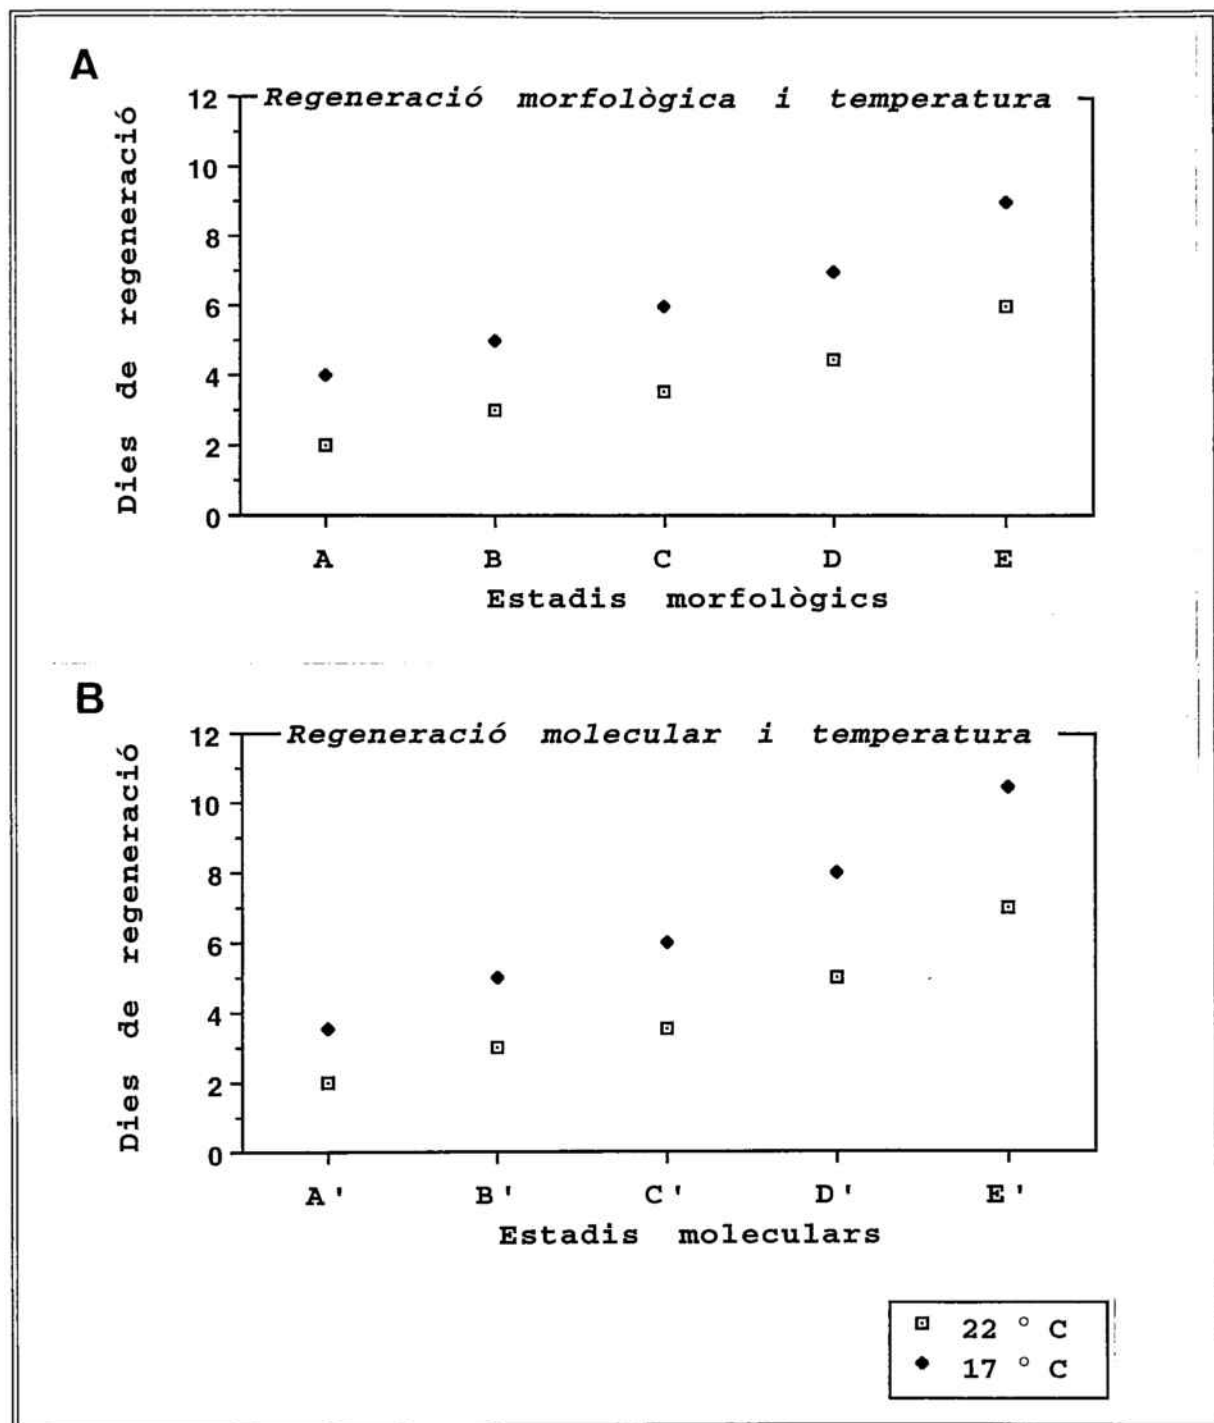 A
Regeneració morfològica i temperatura
Dies de regeneració
12
10
8
6
4
2
0
A B C D E
Estadis morfològics
B
Regeneració molecular i temperatura
Dies de regeneració
12
10
8
6
4
2
0
A' B' C' D' E'
Estadis moleculars
22 ° C
17 ° C